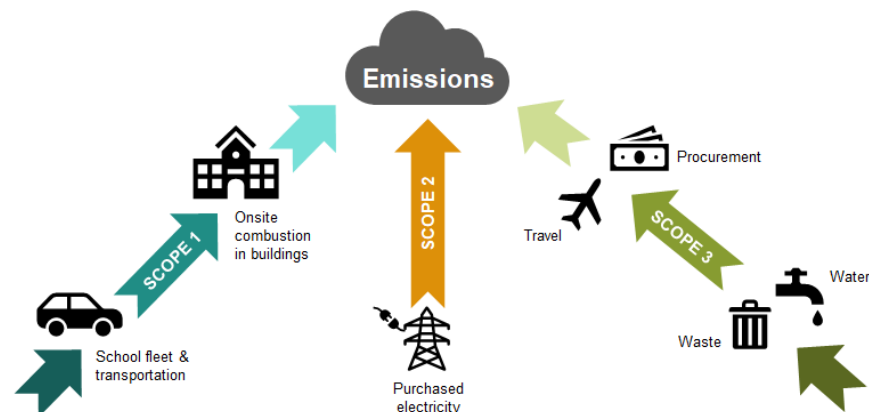 Emissions
Procurement
Onsite
combustion
in buildings
SCOPE 1
SCOPE 2
Travel
SCOPE 3
Water
Waste
School fleet &
transportation
Purchased
electricity